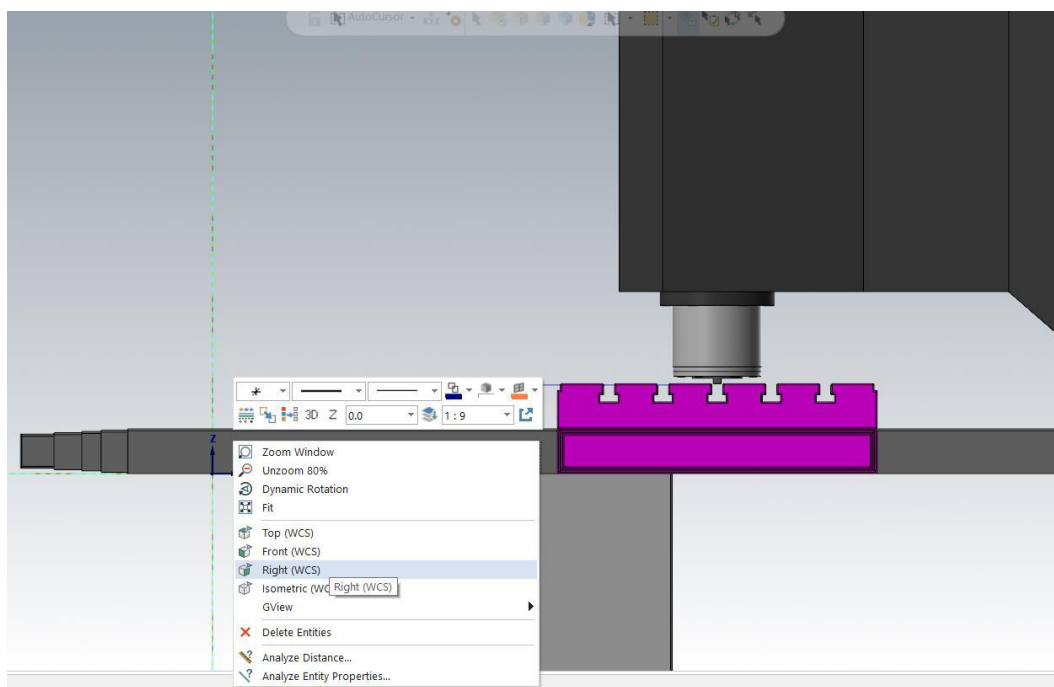 AutoCursor
3D Z 0.0 1 : 9
Z
Zoom Window
Unzoom 80%
Dynamic Rotation
Fit
Top (WCS)
Front (WCS)
Right (WCS)
Isometric (WC
Right (WCS)
GView
Delete Entities
Analyze Distance...
Analyze Entity Properties...